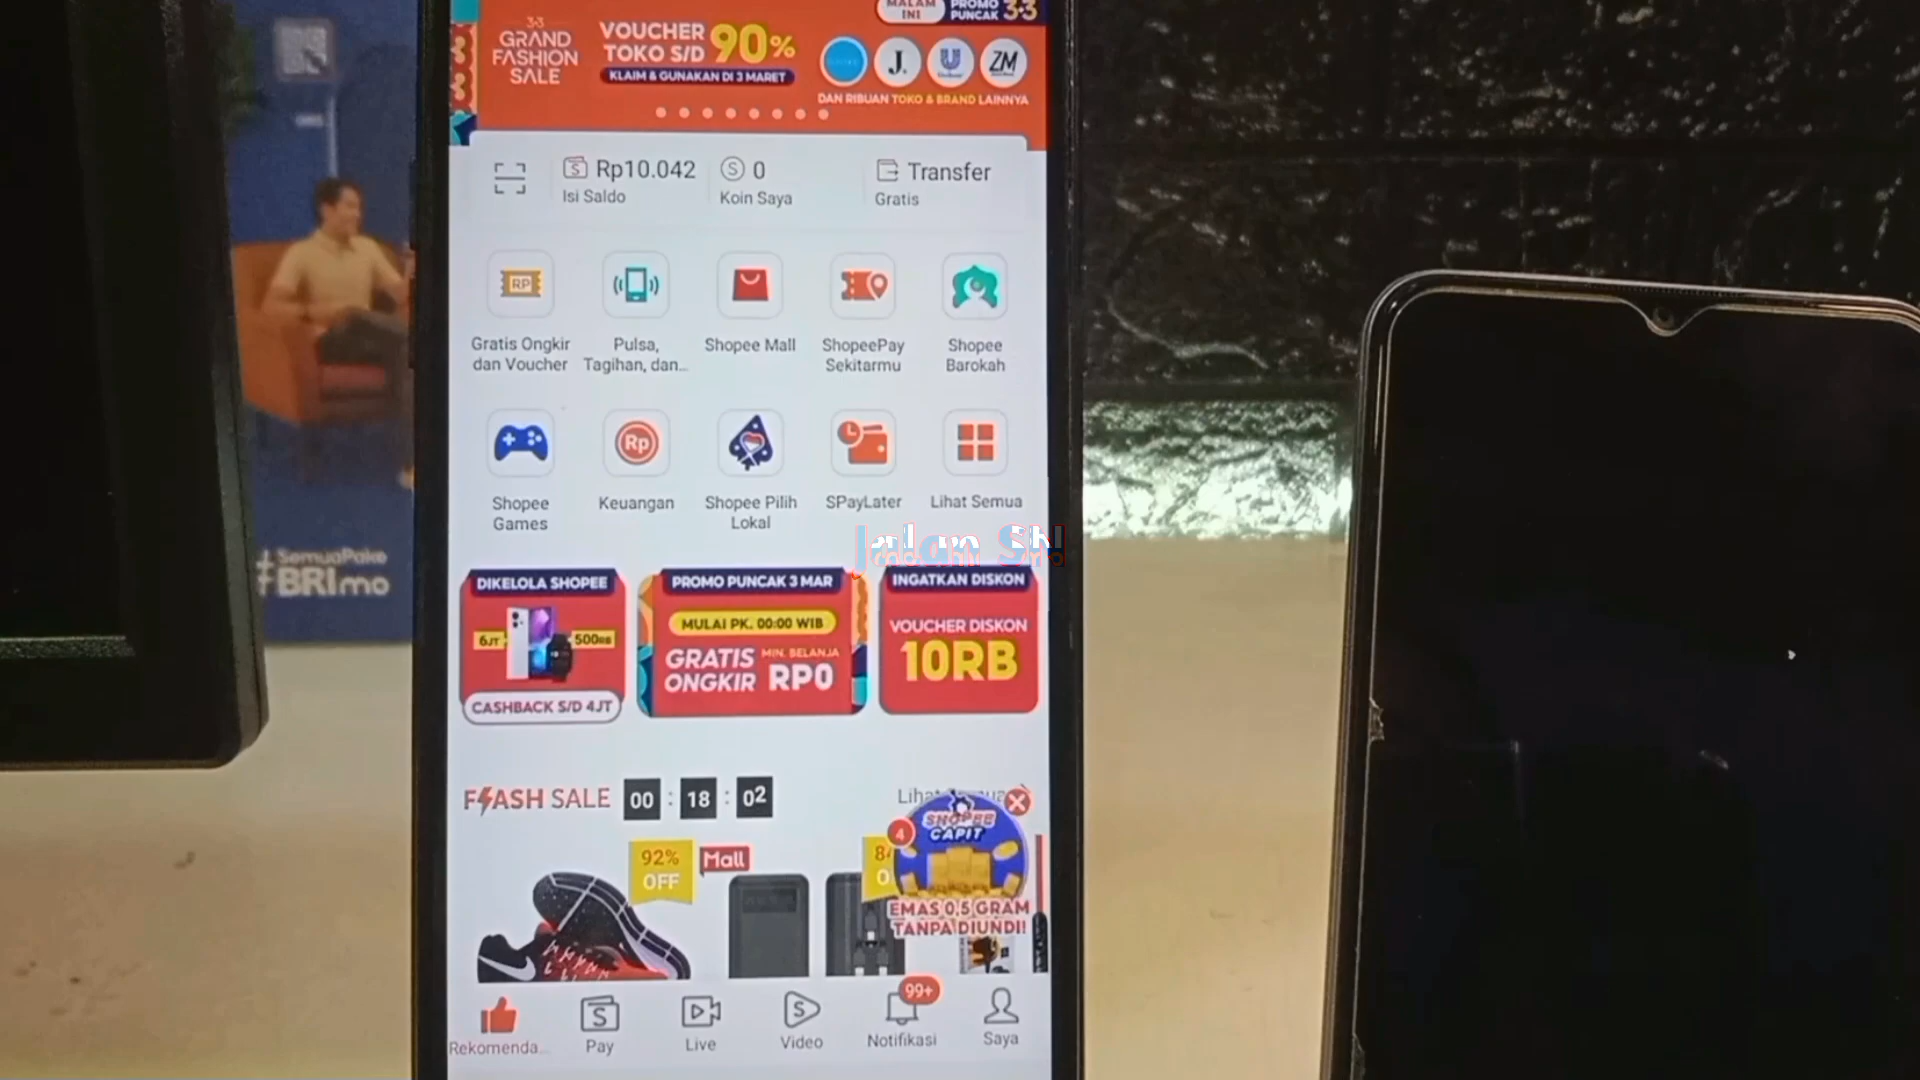 MALAM INI
PROMO PUNCAK 3·3
3·3
GRAND
FASHION
SALE
VOUCHER
TOKO S/D 90%
KLAIM & GUNAKAN DI 3 MARET
J.
ZM
DAN RIBUAN TOKO & BRAND LAINNYA
Rp10.042
Isi Saldo
0
Koin Saya
Transfer
Gratis
RP
Gratis Ongkir
dan Voucher
Pulsa,
Tagihan, dan...
Shopee Mall
ShopeePay
Sekitarmu
Shopee
Barokah
Shopee
Games
Rp
Keuangan
Shopee Pilih
Lokal
SPayLater
Lihat Semua
#SemuaPake
BRImo
DIKELOLA SHOPEE
6JT
500RB
CASHBACK S/D 4JT
PROMO PUNCAK 3 MAR
MULAI PK. 00:00 WIB
GRATIS
ONGKIR
MIN. BELANJA
RP0
INGATKAN DISKON
VOUCHER DISKON
10RB
FLASH SALE 00 : 18 : 02
92%
OFF
Mall
4
SHOPEE
CAPIT
EMAS 0.5 GRAM
TANPA DIUNDI!
Rekomenda...
Pay
Live
Video
99+
Notifikasi
Saya